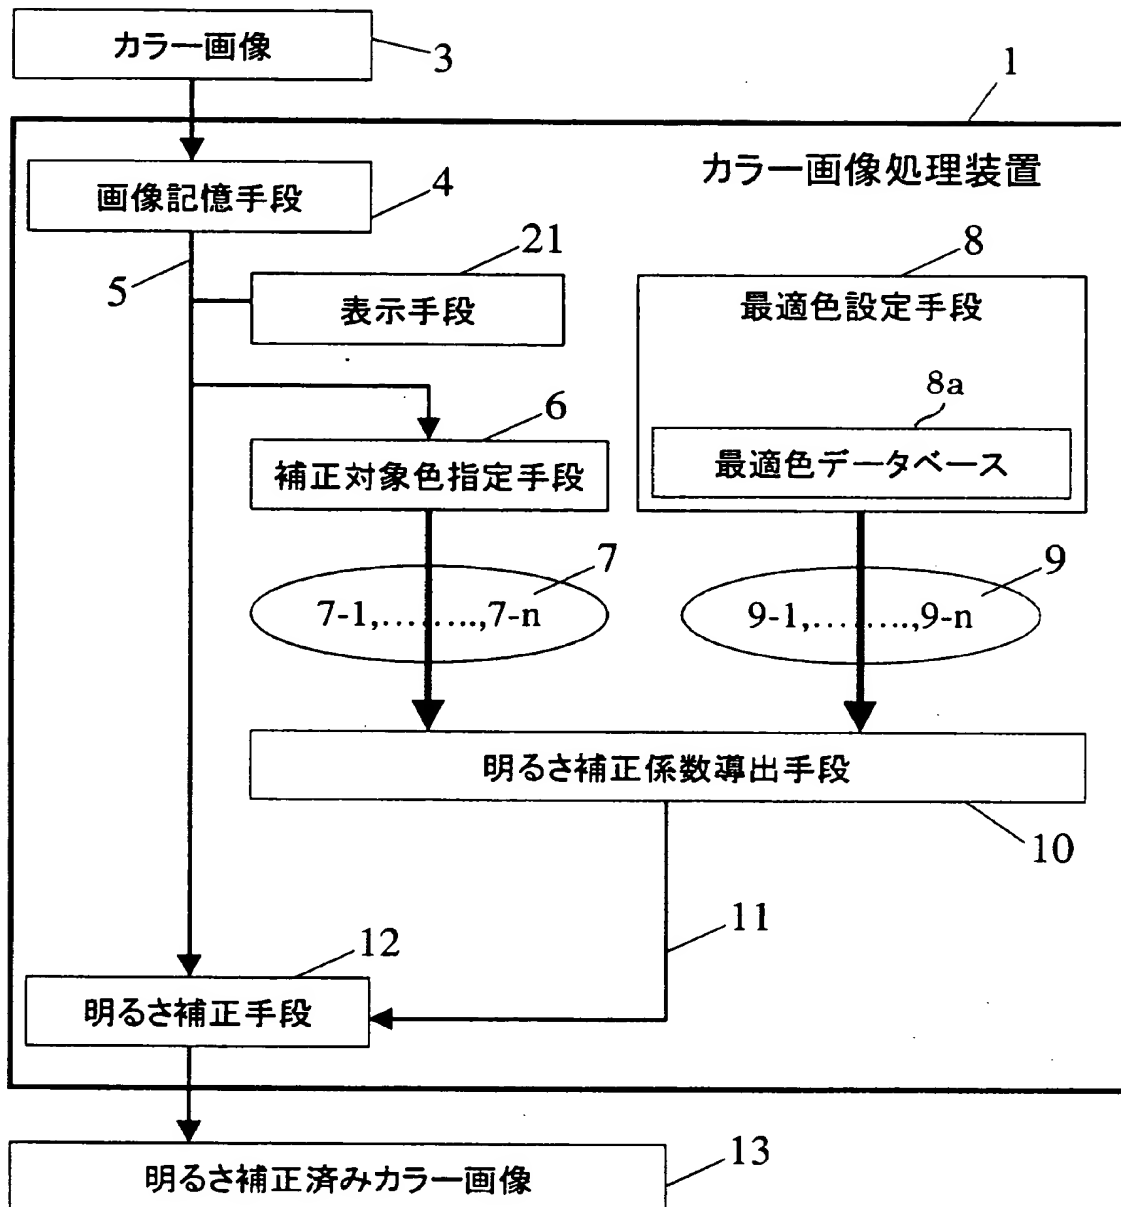 カラー画像
3
1
カラー画像処理装置
画像記憶手段
4
5
21
表示手段
8
最適色設定手段
8a
最適色データベース
6
補正対象色指定手段
7
7-1,........,7-n
9
9-1,........,9-n
明るさ補正係数導出手段
10
11
12
明るさ補正手段
明るさ補正済みカラー画像
13